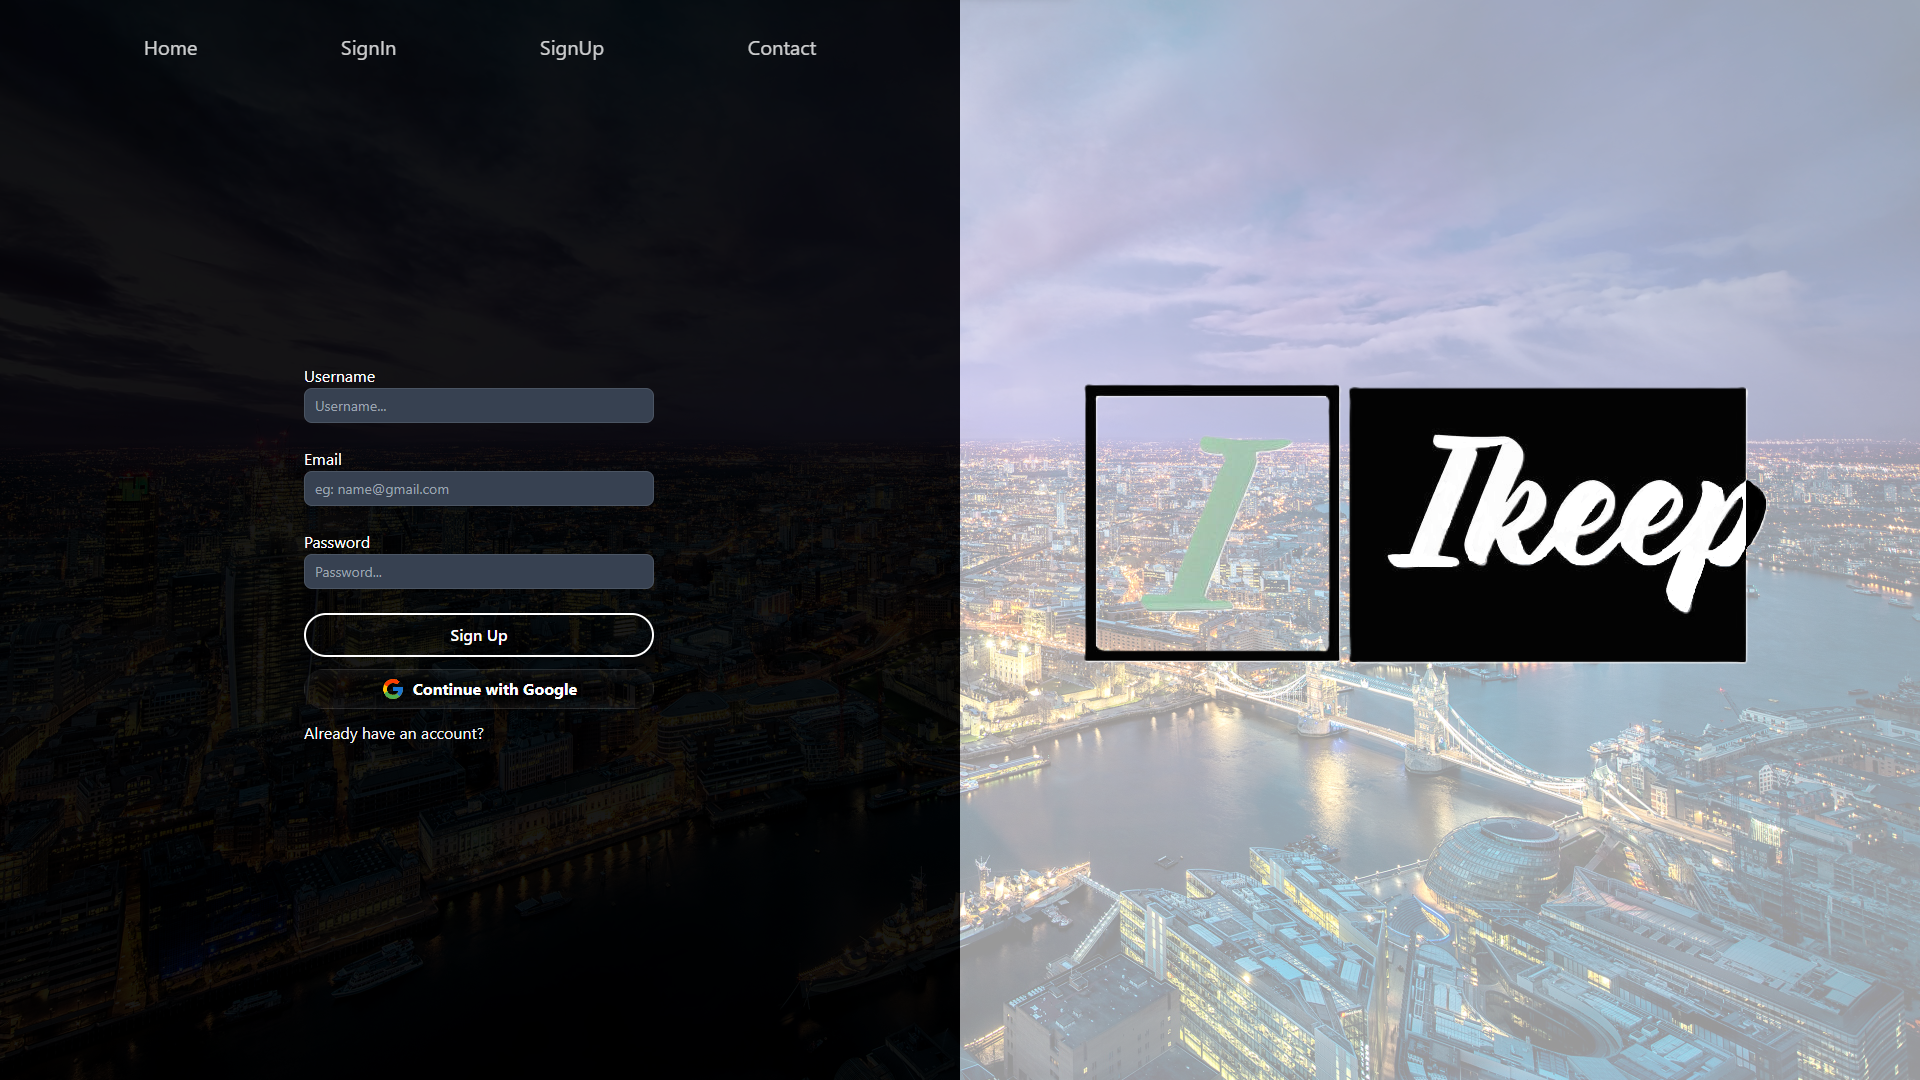 Home SignIn SignUp Contact
Username
Username...
Email
eg: name@gmail.com
Password
Password...
Sign Up
Continue with Google
Already have an account?
I Ikeep